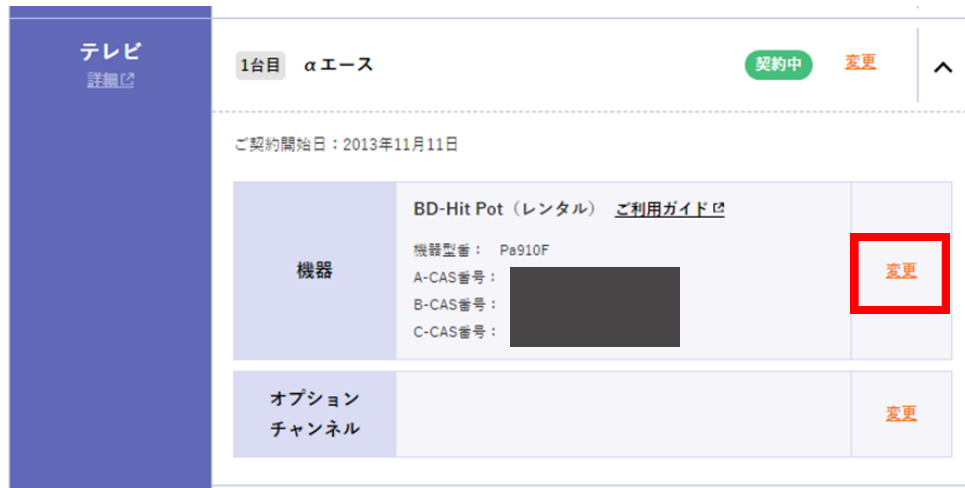 テレビ
詳細
1台目 αエース 契約中 変更
ご契約開始日：2013年11月11日
機器
BD-Hit Pot（レンタル） ご利用ガイド
機器型番： Pa910F
A-CAS番号：
B-CAS番号：
C-CAS番号：
変更
オプション
チャンネル
変更